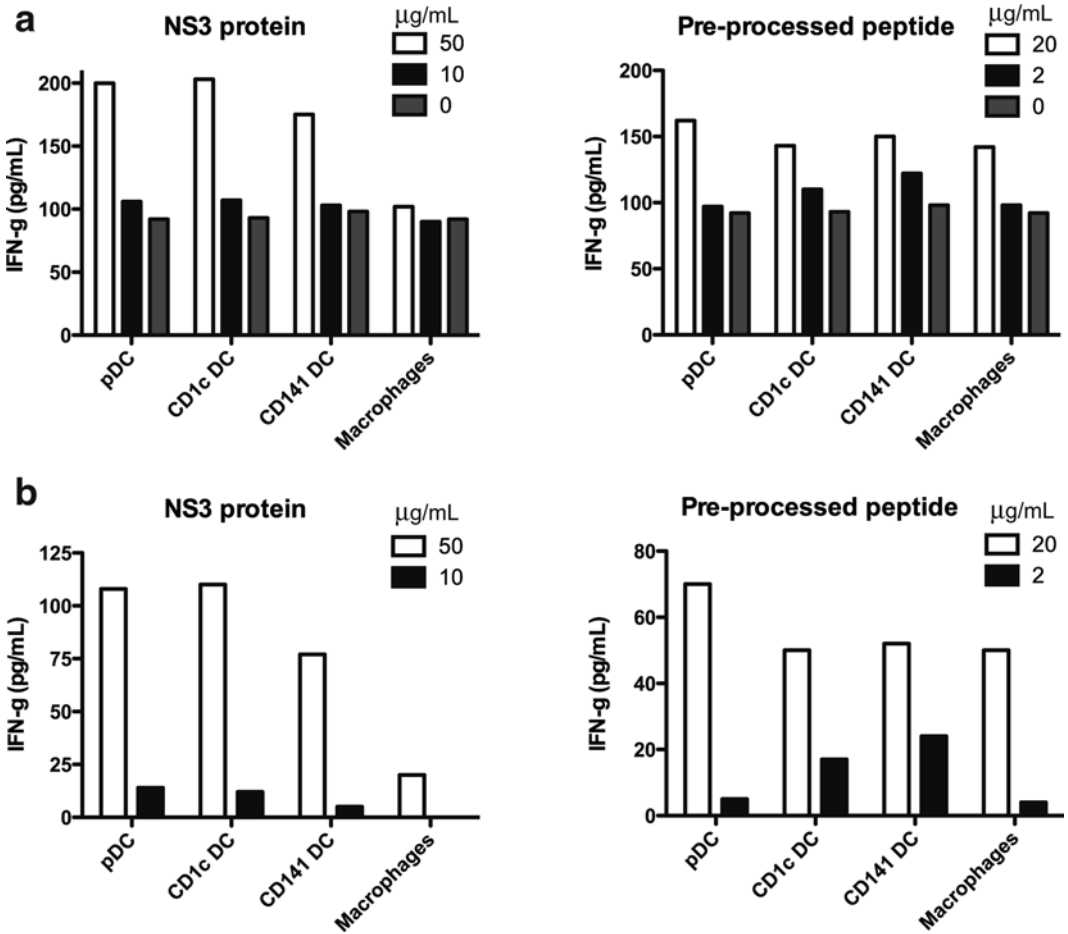 a
NS3 protein
μg/mL
50
10
0
IFN-g (pg/mL)
200
150
100
50
0
pDC
CD1c DC
CD141 DC
Macrophages
Pre-processed peptide
μg/mL
20
2
0
IFN-g (pg/mL)
200
150
100
50
0
pDC
CD1c DC
CD141 DC
Macrophages
b
NS3 protein
μg/mL
50
10
IFN-g (pg/mL)
125
100
75
50
25
0
pDC
CD1c DC
CD141 DC
Macrophages
Pre-processed peptide
μg/mL
20
2
IFN-g (pg/mL)
80
60
40
20
0
pDC
CD1c DC
CD141 DC
Macrophages